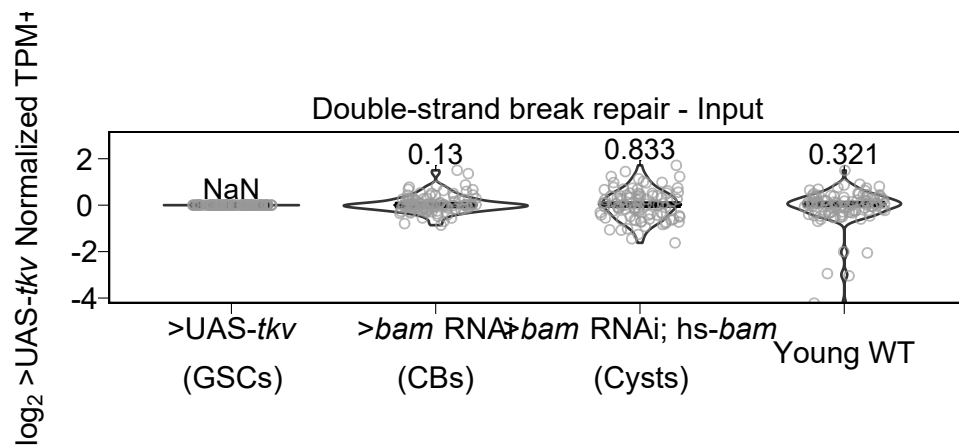 Double-strand break repair - Input
log₂ >UAS-tkv Normalized TPM+
2
0
-2
-4
NaN
0.13
0.833
0.321
>UAS-tkv
(GSCs)
>bam RNAi
(CBs)
>bam RNAi; hs-bam
(Cysts)
Young WT